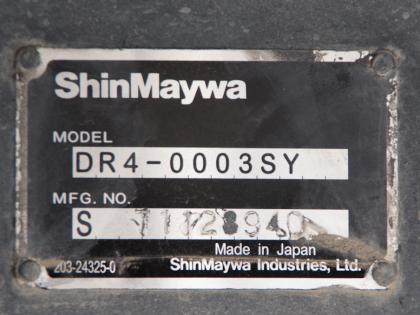 ShinMaywa
MODEL
DR4-0003SY
MFG. NO.
S
Made in Japan
203-24325-0 ShinMaywa Industries, Ltd.